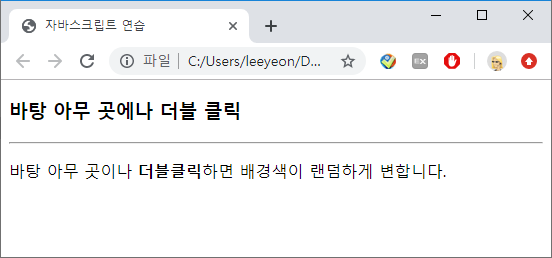 자바스크립트 연습
파일 C:/Users/leeyeon/D...
바탕 아무 곳에나 더블 클릭
바탕 아무 곳이나 더블클릭하면 배경색이 랜덤하게 변합니다.